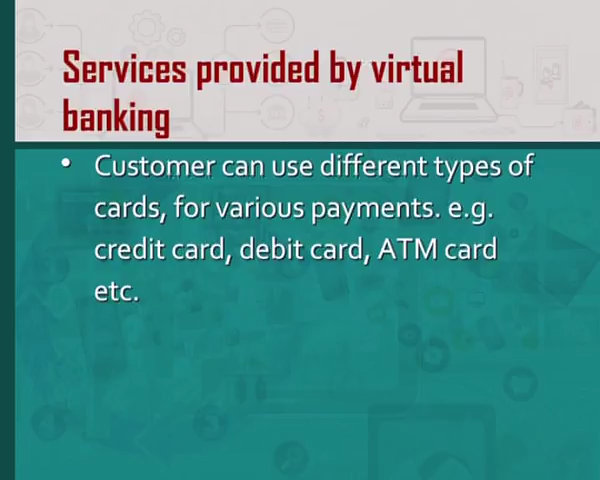 Services provided by virtual
banking
• Customer can use different types of
cards, for various payments. e.g.
credit card, debit card, ATM card
etc.